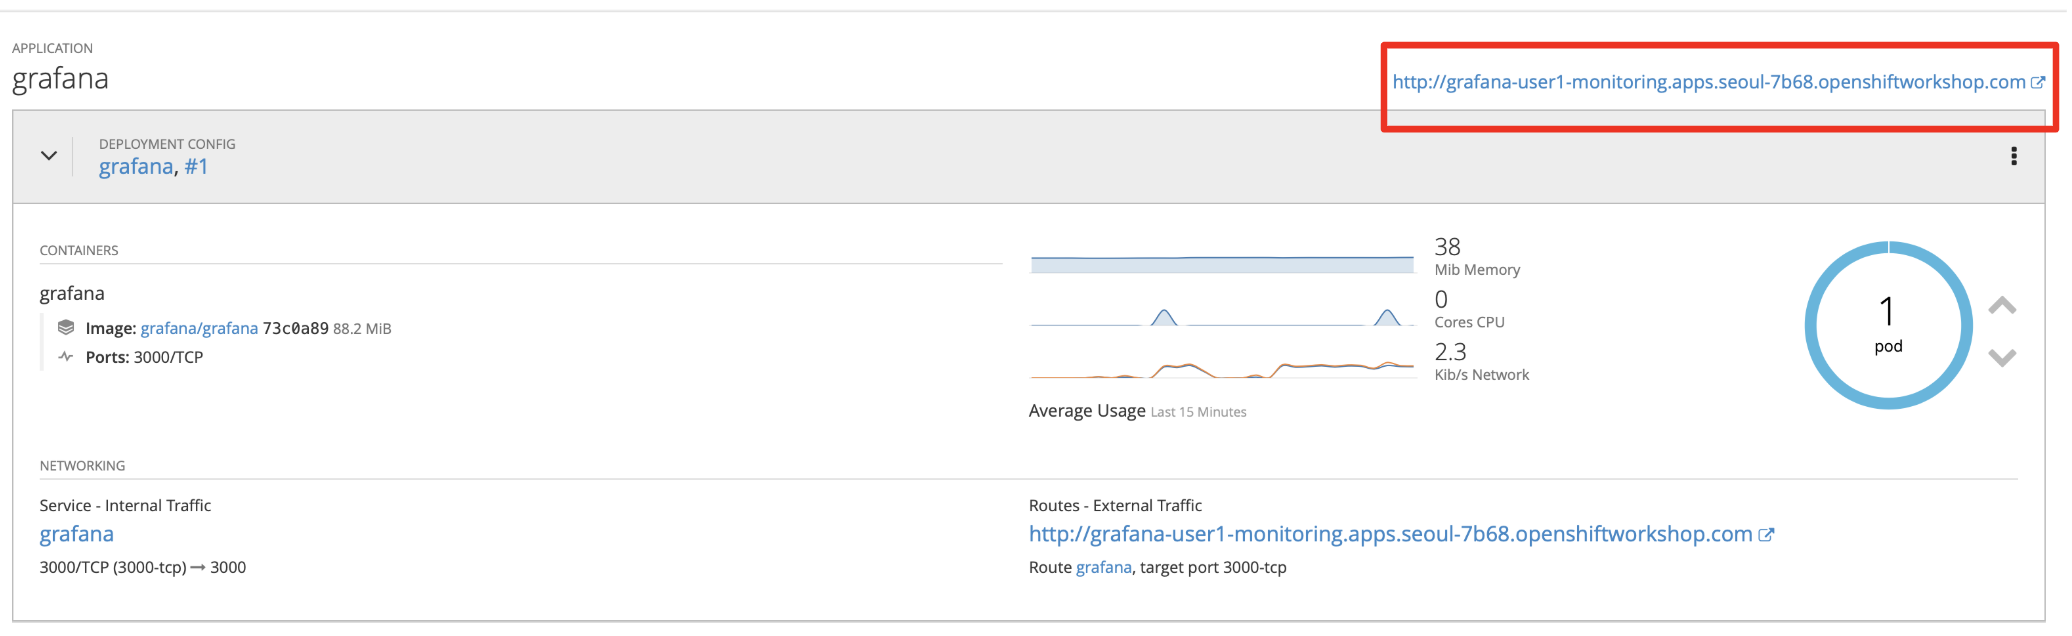 APPLICATION
grafana
http://grafana-user1-monitoring.apps.seoul-7b68.openshiftworkshop.com
DEPLOYMENT CONFIG
grafana, #1
CONTAINERS
grafana
Image: grafana/grafana 73c0a89 88.2 MiB
Ports: 3000/TCP
38
Mib Memory
0
Cores CPU
2.3
Kib/s Network
Average Usage Last 15 Minutes
1
pod
NETWORKING
Service - Internal Traffic
grafana
3000/TCP (3000-tcp) → 3000
Routes - External Traffic
http://grafana-user1-monitoring.apps.seoul-7b68.openshiftworkshop.com
Route grafana, target port 3000-tcp